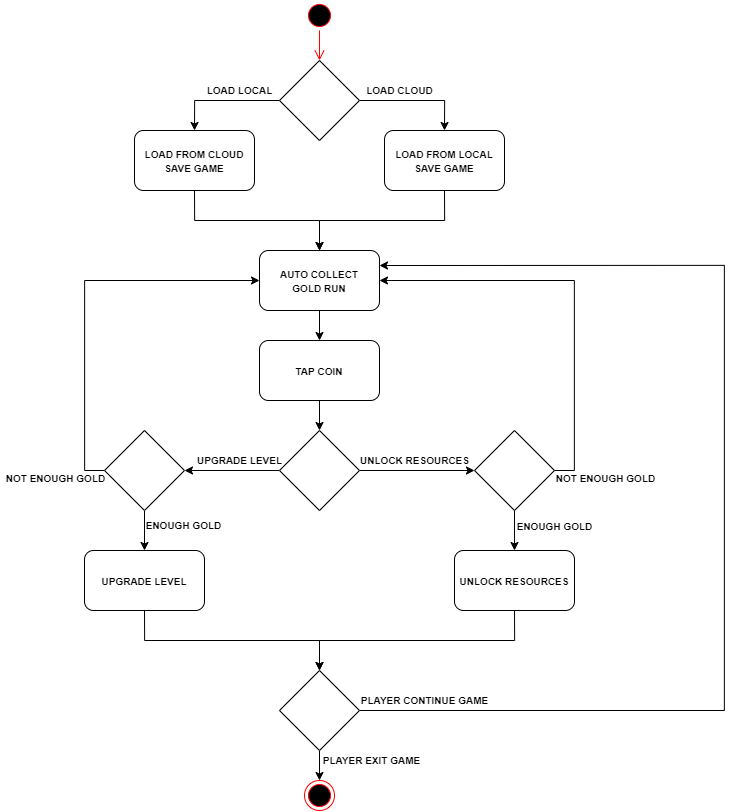 LOAD LOCAL
LOAD CLOUD
LOAD FROM CLOUD
SAVE GAME
LOAD FROM LOCAL
SAVE GAME
AUTO COLLECT
GOLD RUN
TAP COIN
UPGRADE LEVEL
UNLOCK RESOURCES
NOT ENOUGH GOLD
NOT ENOUGH GOLD
ENOUGH GOLD
ENOUGH GOLD
UPGRADE LEVEL
UNLOCK RESOURCES
PLAYER CONTINUE GAME
PLAYER EXIT GAME